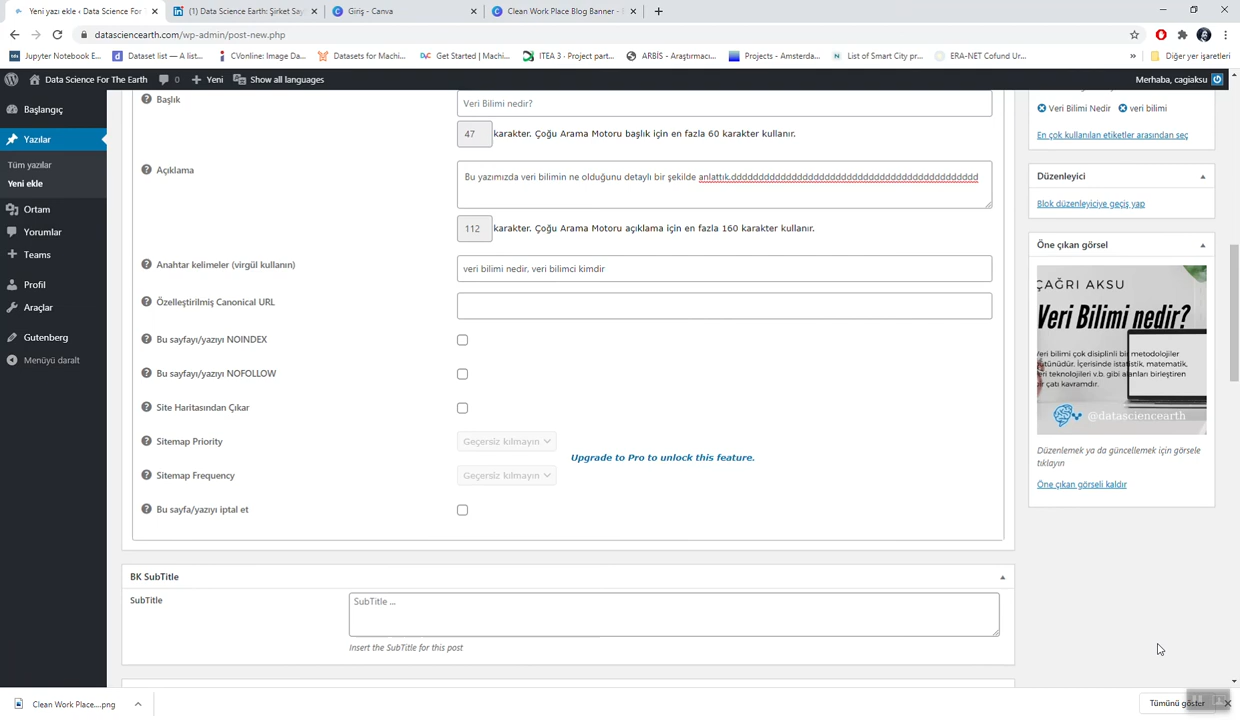 Yeni yazı ekle ‹ Data Science For T
(1) Data Science Earth: Şirket Say
Giriş - Canva
Clean Work Place Blog Banner -
datasciencearth.com/wp-admin/post-new.php
Jupyter Notebook E...
Dataset list — A list...
CVonline: Image Da...
Datasets for Machi...
Get Started | Machi...
ITEA 3 · Project part...
ARBİS - Araştırmacı...
Projects - Amsterda...
List of Smart City pr...
ERA-NET Cofund Ur...
»
Diğer yer işaretleri
Data Science For The Earth
0
Yeni
Show all languages
Merhaba, cagiaksu
Başlangıç
Yazılar
Tüm yazılar
Yeni ekle
Ortam
Yorumlar
Teams
Profil
Araçlar
Gutenberg
Menüyü daralt
Başlık
Veri Bilimi nedir?
47 karakter. Çoğu Arama Motoru başlık için en fazla 60 karakter kullanır.
Açıklama
Bu yazımızda veri bilimin ne olduğunu detaylı bir şekilde
112 karakter. Çoğu Arama Motoru açıklama için en fazla 160 karakter kullanır.
Anahtar kelimeler (virgül kullanın)
veri bilimi nedir, veri bilimci kimdir
Özelleştirilmiş Canonical URL
Bu sayfayı/yazıyı NOINDEX
Bu sayfayı/yazıyı NOFOLLOW
Site Haritasından Çıkar
Sitemap Priority
Geçersiz kılmayın
Upgrade to Pro to unlock this feature.
Sitemap Frequency
Geçersiz kılmayın
Bu sayfa/yazıyı iptal et
BK SubTitle
SubTitle
SubTitle ...
Insert the SubTitle for this post
Veri Bilimi Nedir
veri bilimi
En çok kullanılan etiketler arasından seç
Düzenleyici
Blok düzenleyiciye geçiş yap
Öne çıkan görsel
ÇAĞRI AKSU
Veri Bilimi nedir?
eri bilimi çok disiplinli bir metodolojiler
ütünüdür. İçerisinde istatistik, matematik,
eri teknolojileri v.b. gibi alanları birleştiren
ir çatı kavramdır.
@datasciencearth
Düzenlemek ya da güncellemek için görsele
tıklayın
Öne çıkan görseli kaldır
Clean Work Place....png
Tümünü göster